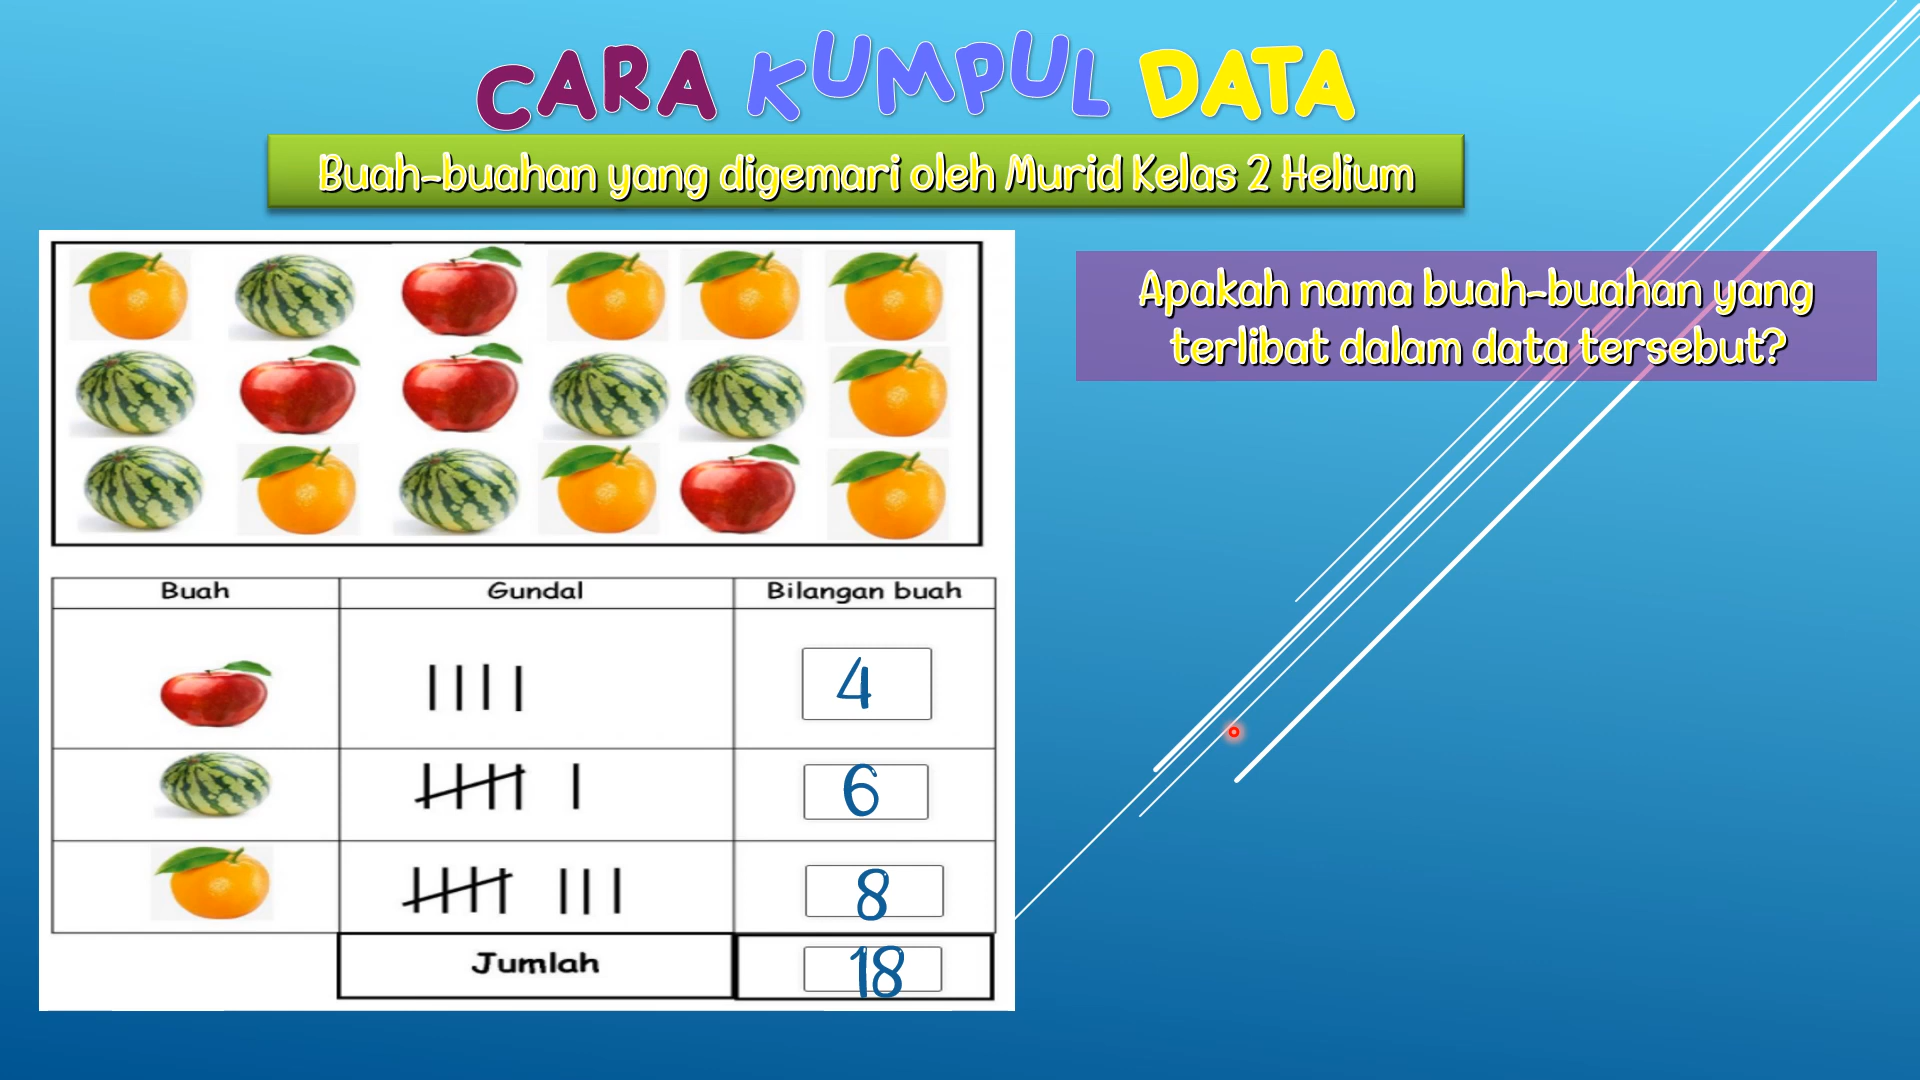 CARA KUMPUL DATA
Buah-buahan yang digemari oleh Murid Kelas 2 Helium
Apakah nama buah-buahan yang
terlibat dalam data tersebut?
Buah Gundal Bilangan buah
4
6
8
Jumlah 18